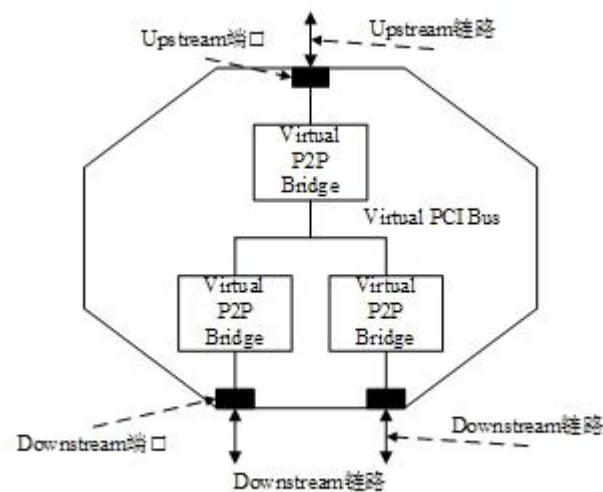 Upstream端口
Upstream链路
Virtual
P2P
Bridge
Virtual PCI Bus
Virtual
P2P
Bridge
Virtual
P2P
Bridge
Downstream端口
Downstream链路
Downstream链路